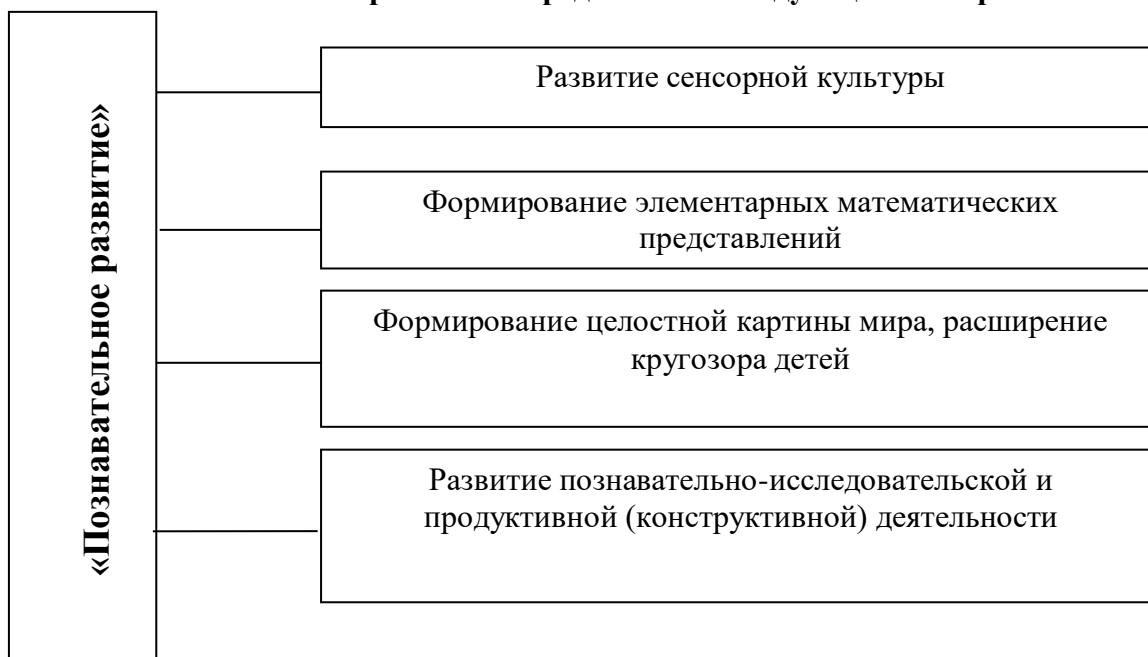 «Познавательное развитие»
Развитие сенсорной культуры
Формирование элементарных математических
представлений
Формирование целостной картины мира, расширение
кругозора детей
Развитие познавательно-исследовательской и
продуктивной (конструктивной) деятельности